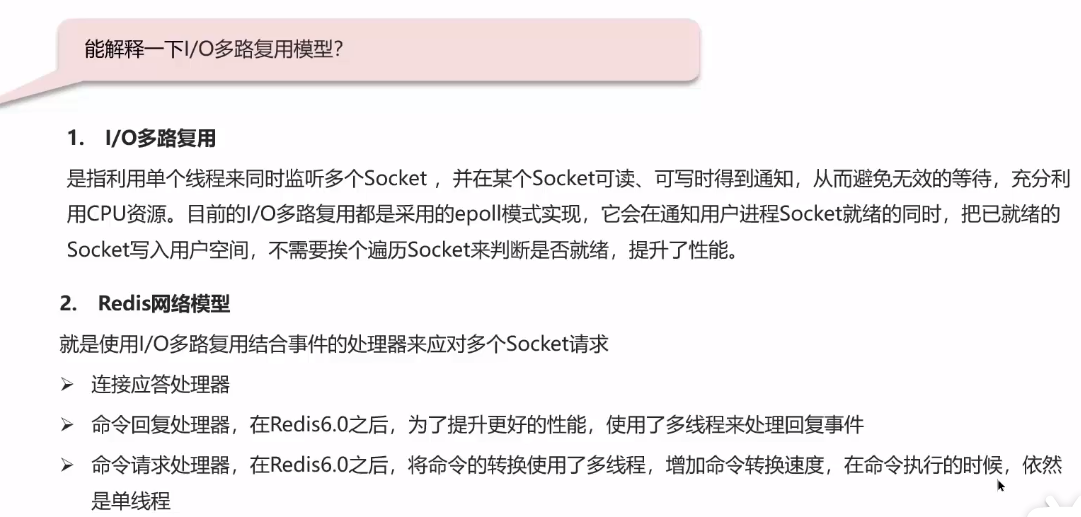 能解释一下I/O多路复用模型?
1. I/O多路复用
是指利用单个线程来同时监听多个Socket ，并在某个Socket可读、可写时得到通知，从而避免无效的等待，充分利
用CPU资源。目前的I/O多路复用都是采用的epoll模式实现，它会在通知用户进程Socket就绪的同时，把已就绪的
Socket写入用户空间，不需要挨个遍历Socket来判断是否就绪，提升了性能。
2. Redis网络模型
就是使用I/O多路复用结合事件的处理器来应对多个Socket请求
➢ 连接应答处理器
➢ 命令回复处理器，在Redis6.0之后，为了提升更好的性能，使用了多线程来处理回复事件
➢ 命令请求处理器，在Redis6.0之后，将命令的转换使用了多线程，增加命令转换速度，在命令执行的时候，依然
是单线程